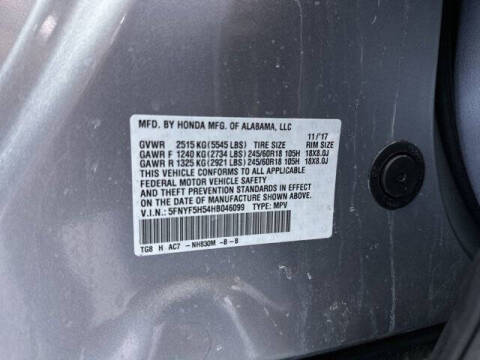 MFD. BY HONDA MFG. OF ALABAMA, LLC
11/'17
GVWR 2515 KG (5545 LBS) TIRE SIZE RIM SIZE
GAWR F 1240 KG (2734 LBS) 245/60R18 105H 18X8.0J
GAWR R 1325 KG (2921 LBS) 245/60R18 105H 18X8.0J
THIS VEHICLE CONFORMS TO ALL APPLICABLE
FEDERAL MOTOR VEHICLE SAFETY
AND THEFT PREVENTION STANDARDS IN EFFECT
ON THE DATE OF MANUFACTURE SHOWN ABOVE.
V.I.N.: 5FNYF5H54HB046099 TYPE: MPV
TG8 H AC7 -NH830M -B -B